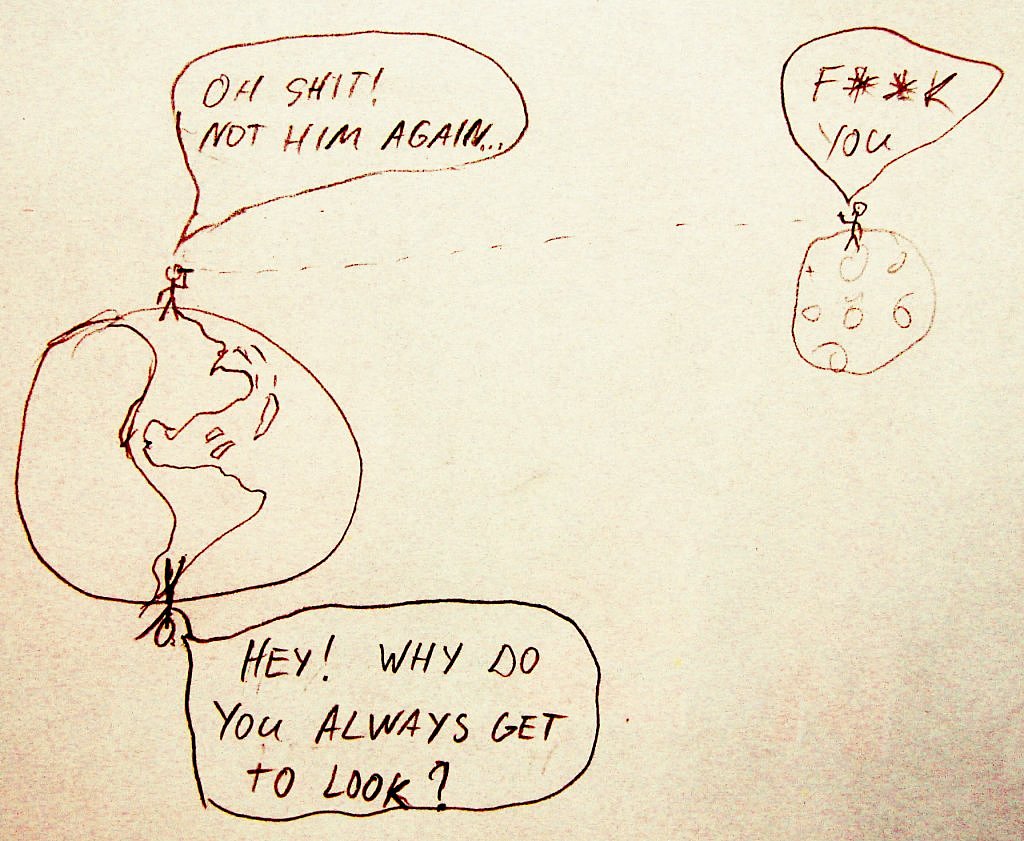 OH SHIT!
NOT HIM AGAIN...
F**K
YOU
HEY! WHY DO
YOU ALWAYS GET
TO LOOK?